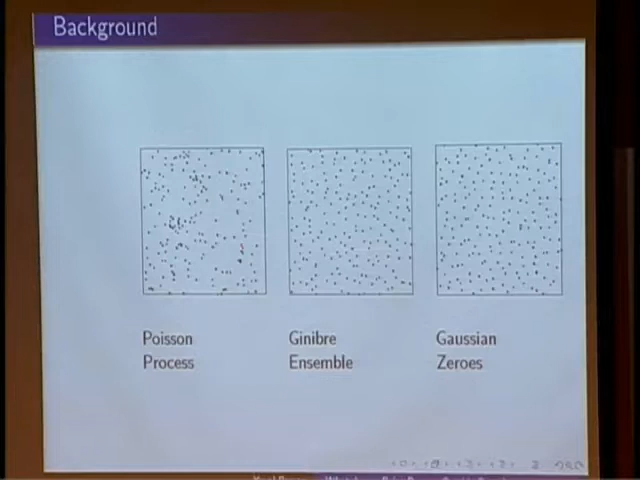 Background
Poisson
Process
Ginibre
Ensemble
Gaussian
Zeroes